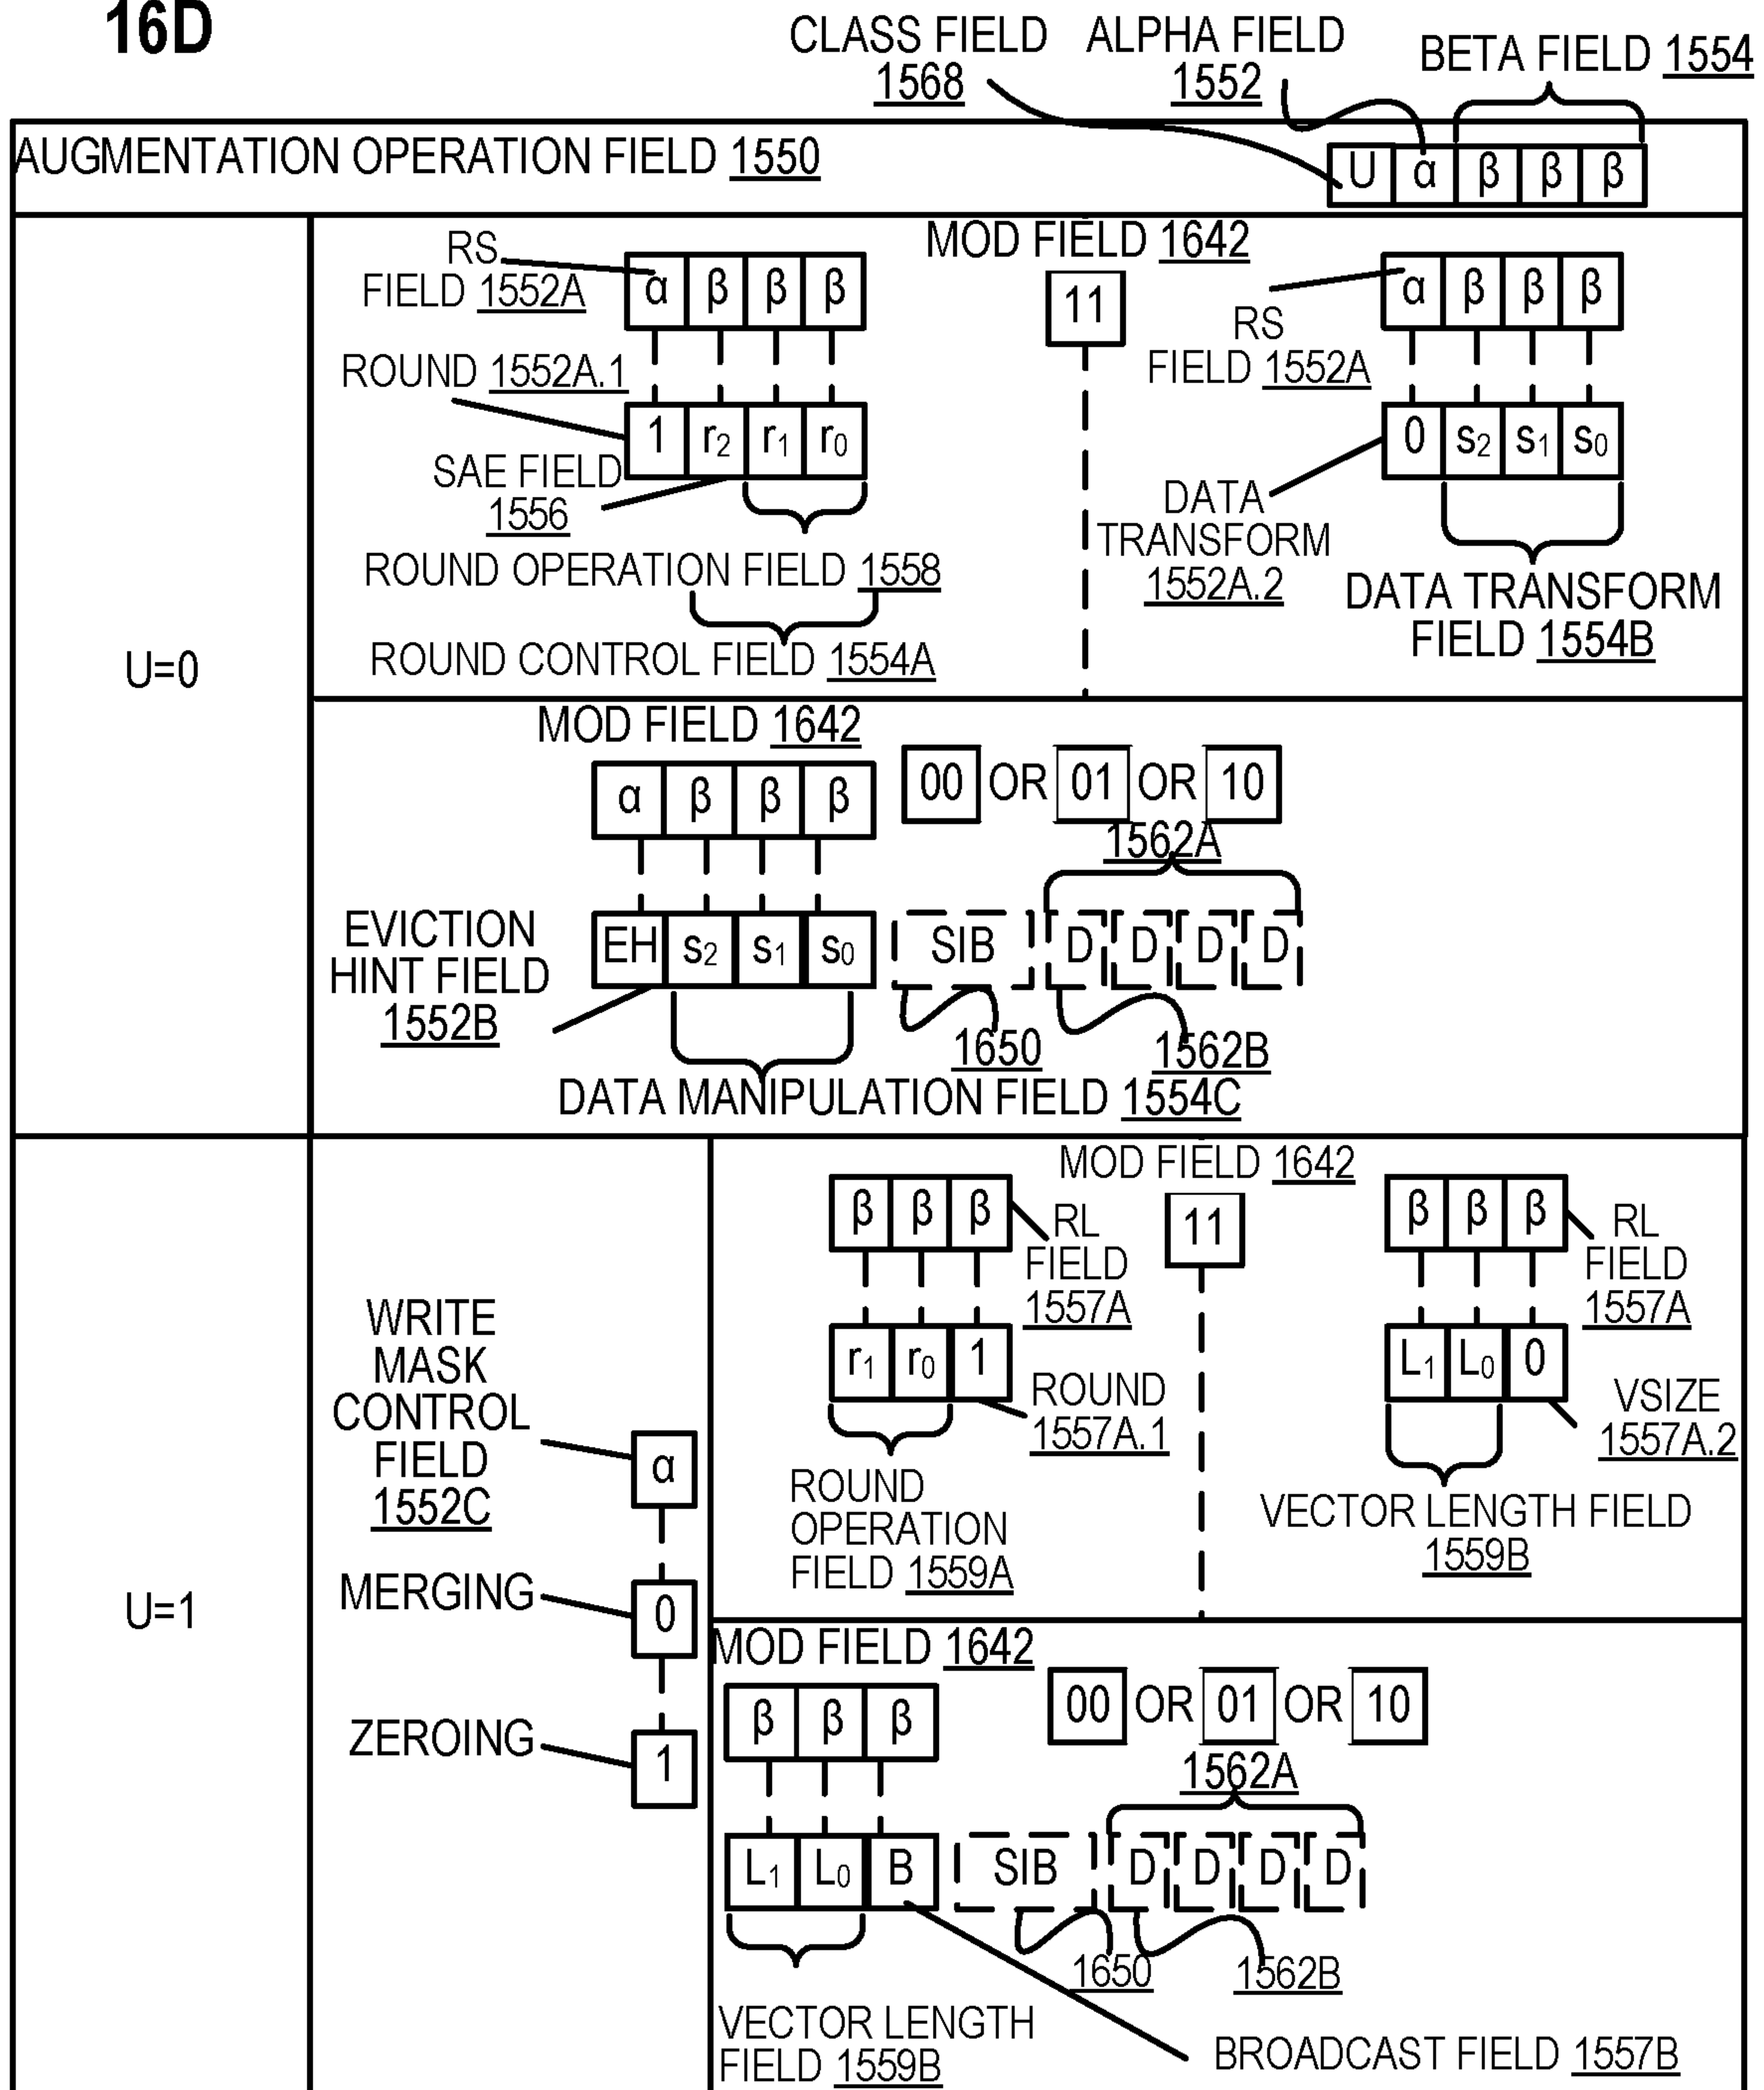 16D
CLASS FIELD
1568
ALPHA FIELD
1552
BETA FIELD 1554
AUGMENTATION OPERATION FIELD 1550
U α β β β
U=0
MOD FIELD 1642
11
RS
FIELD 1552A
α β β β
ROUND 1552A.1
1 r2 r1 r0
SAE FIELD
1556
ROUND OPERATION FIELD 1558
ROUND CONTROL FIELD 1554A
α β β β
RS
FIELD 1552A
0 s2 s1 s0
DATA
TRANSFORM
1552A.2
DATA TRANSFORM
FIELD 1554B
MOD FIELD 1642
α β β β
00 OR 01 OR 10
1562A
EVICTION
HINT FIELD
1552B
EH s2 s1 s0
SIB D D D D
1650
1562B
DATA MANIPULATION FIELD 1554C
U=1
WRITE
MASK
CONTROL
FIELD
1552C
α
MERGING
0
ZEROING
1
MOD FIELD 1642
11
β β β
RL
FIELD
1557A
r1 r0 1
ROUND
1557A.1
ROUND
OPERATION
FIELD 1559A
β β β
RL
FIELD
1557A
L1 L0 0
VSIZE
1557A.2
VECTOR LENGTH FIELD
1559B
MOD FIELD 1642
β β β
00 OR 01 OR 10
1562A
L1 L0 B
SIB D D D D
1650
1562B
VECTOR LENGTH
FIELD 1559B
BROADCAST FIELD 1557B